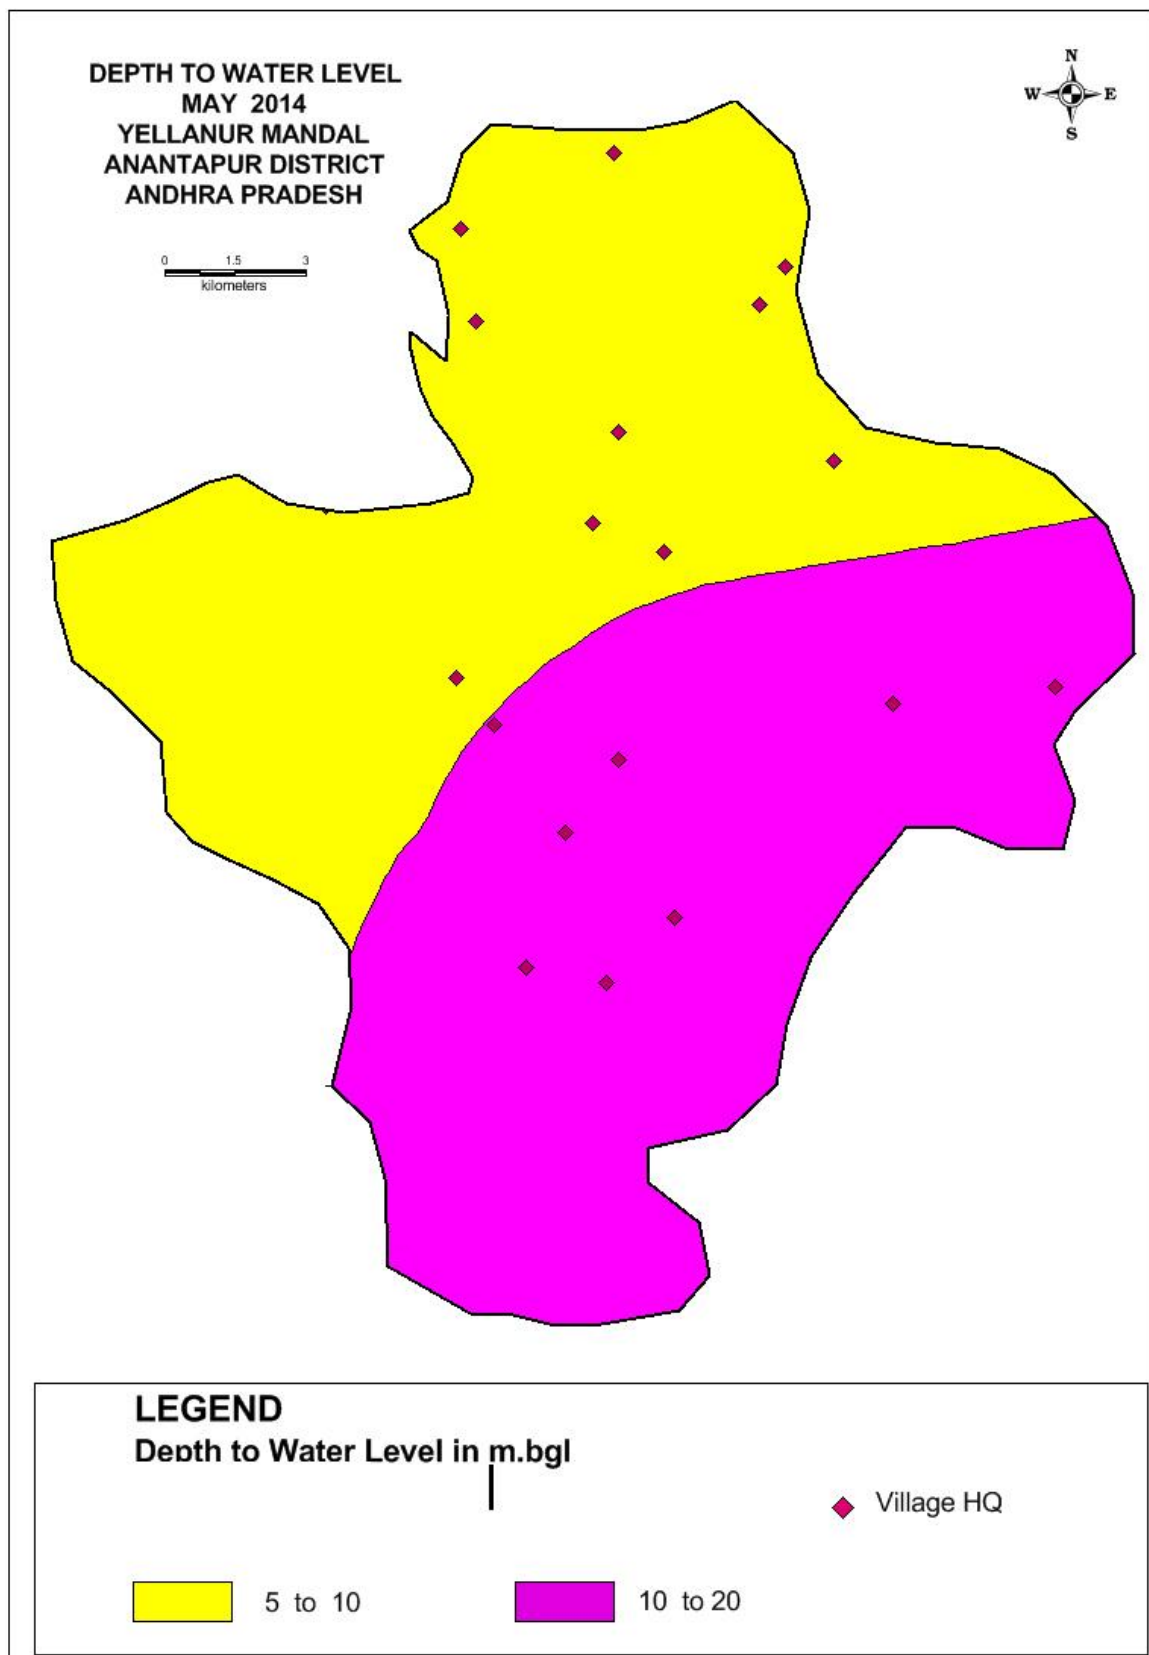 DEPTH TO WATER LEVEL
MAY 2014
YELLANUR MANDAL
ANANTAPUR DISTRICT
ANDHRA PRADESH
N
W E
S
0 1.5 3
kilometers
LEGEND
Depth to Water Level in m.bgl
Village HQ
5 to 10 10 to 20